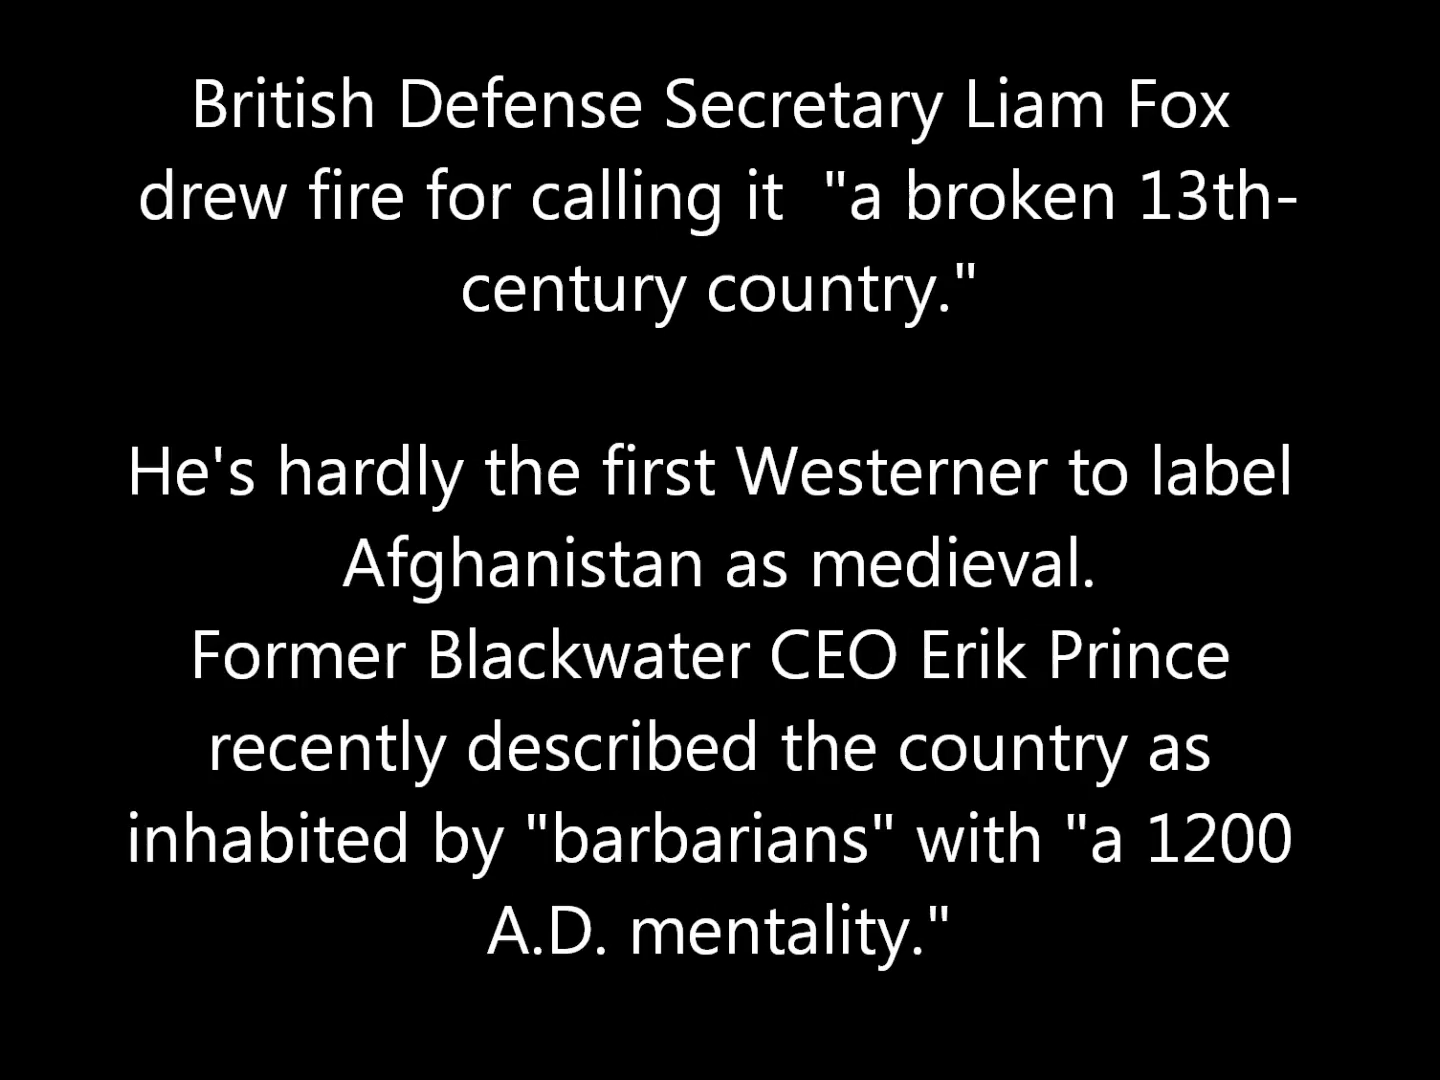 British Defense Secretary Liam Fox
drew fire for calling it  "a broken 13th-
century country."
He's hardly the first Westerner to label
Afghanistan as medieval.
Former Blackwater CEO Erik Prince
recently described the country as
inhabited by "barbarians" with "a 1200
A.D. mentality."